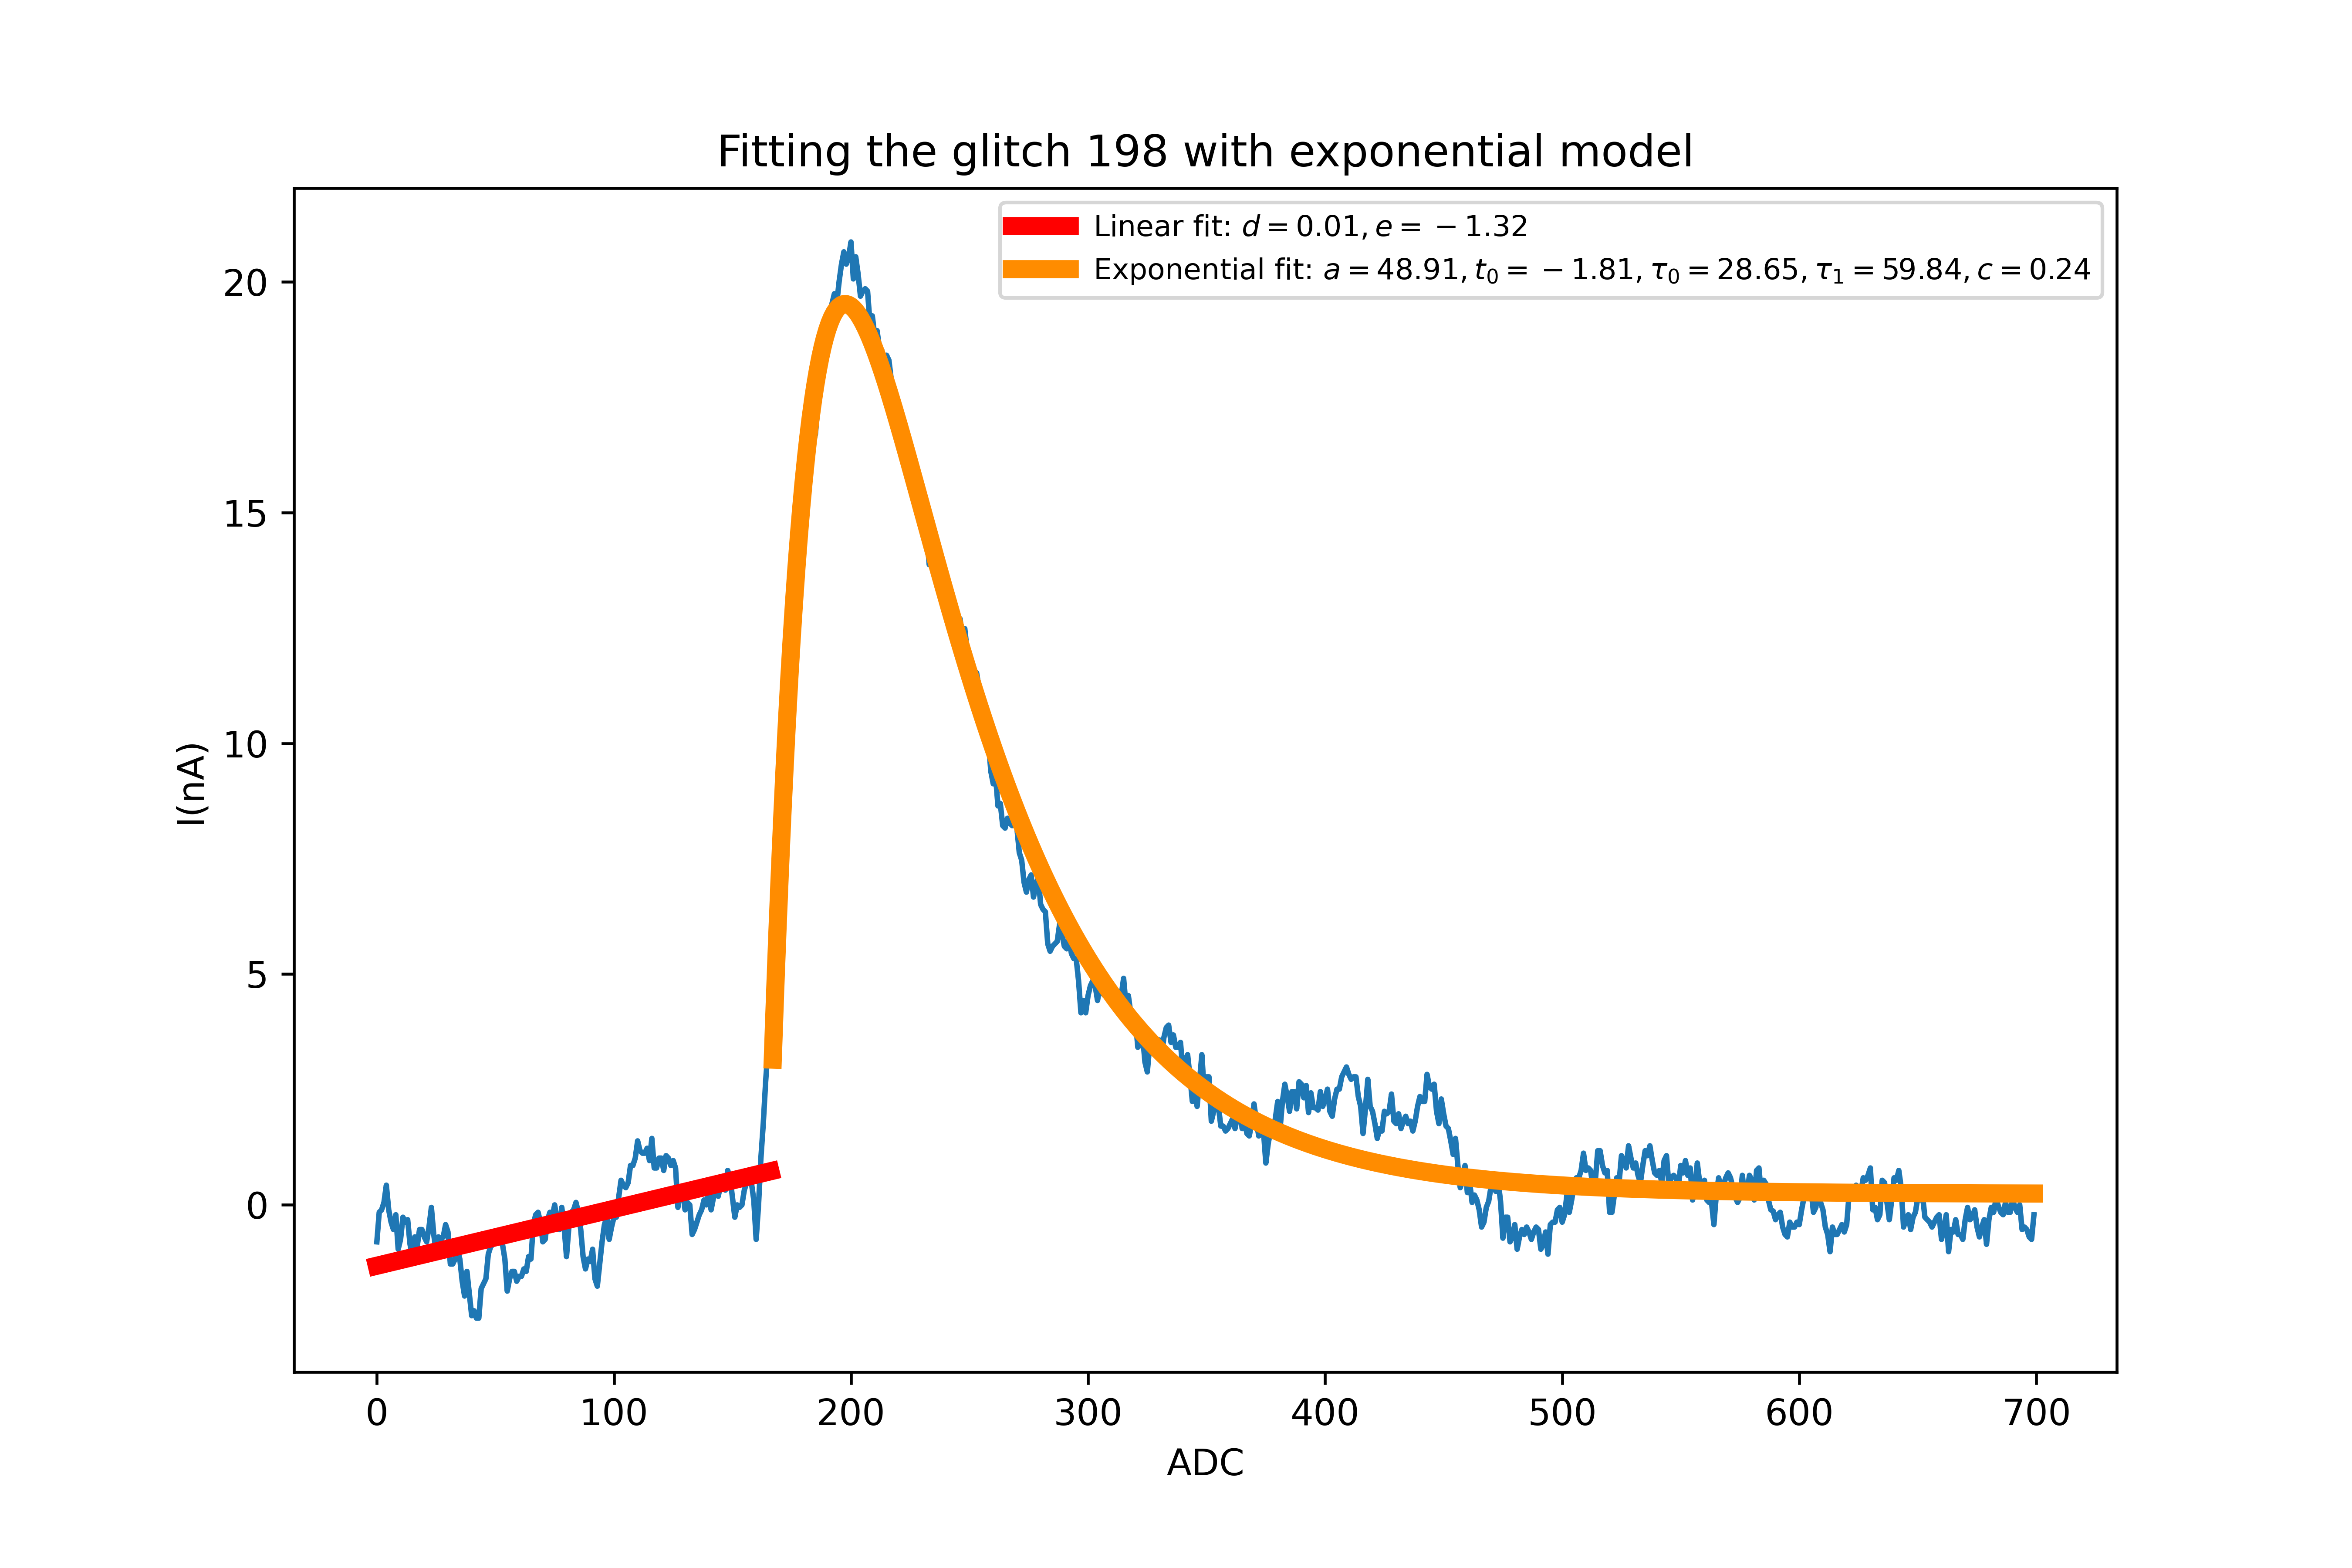 Fitting the glitch 198 with exponential model
Linear fit: d = 0.01, e = −1.32
Exponential fit: a = 48.91, t₀ = −1.81, τ₀ = 28.65, τ₁ = 59.84, c = 0.24
20
15
10
5
0
I(nA)
0 100 200 300 400 500 600 700
ADC